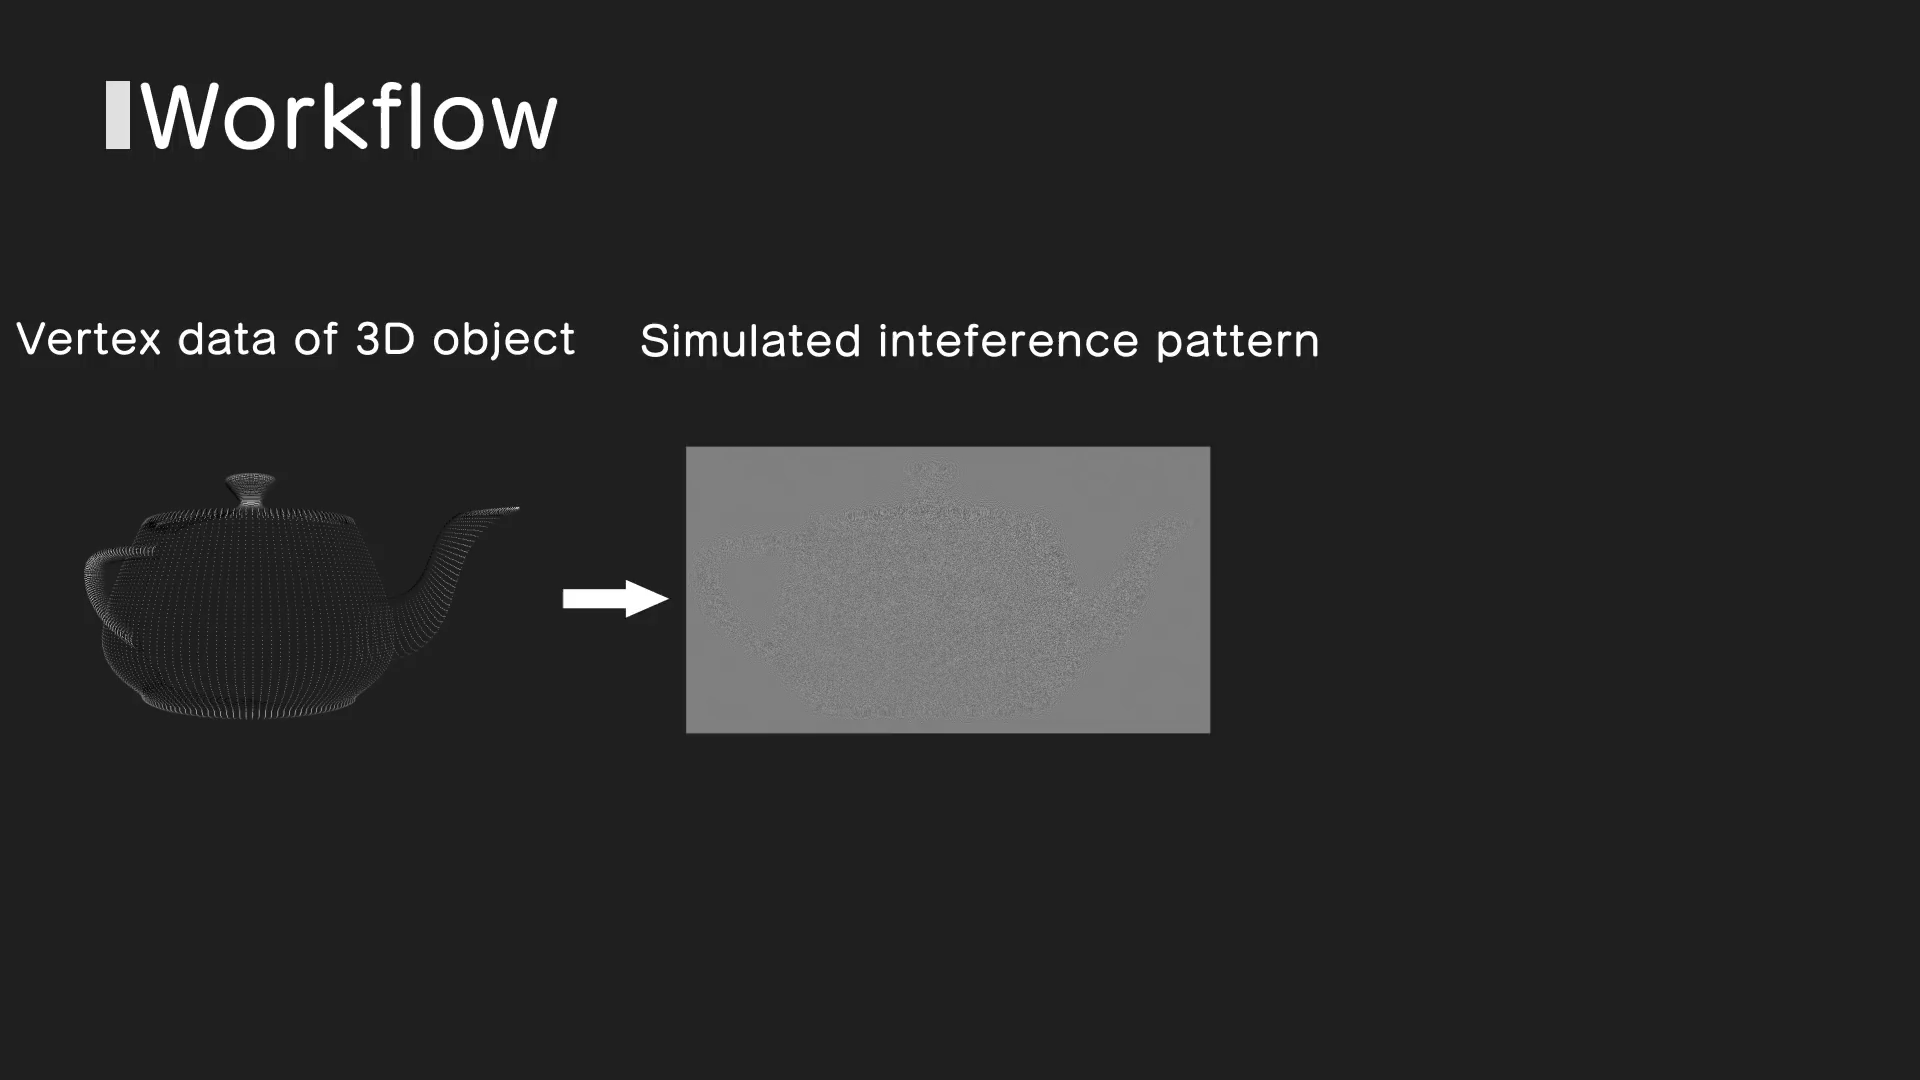 Workflow
Vertex data of 3D object
Simulated inteference pattern